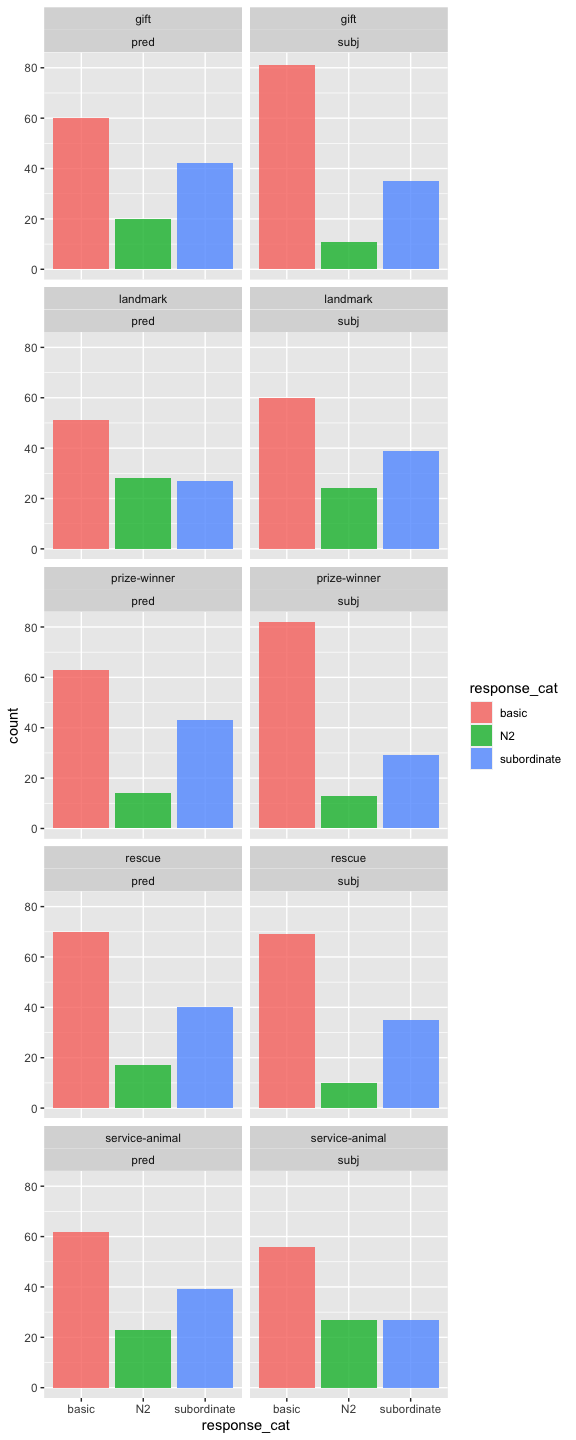 gift gift
pred subj
80
60
40
20
0
landmark landmark
pred subj
80
60
40
20
0
prize-winner prize-winner
pred subj
80
60
40
20
0
count
response_cat
basic
N2
subordinate
rescue rescue
pred subj
80
60
40
20
0
service-animal service-animal
pred subj
80
60
40
20
0
basic N2 subordinate basic N2 subordinate
response_cat